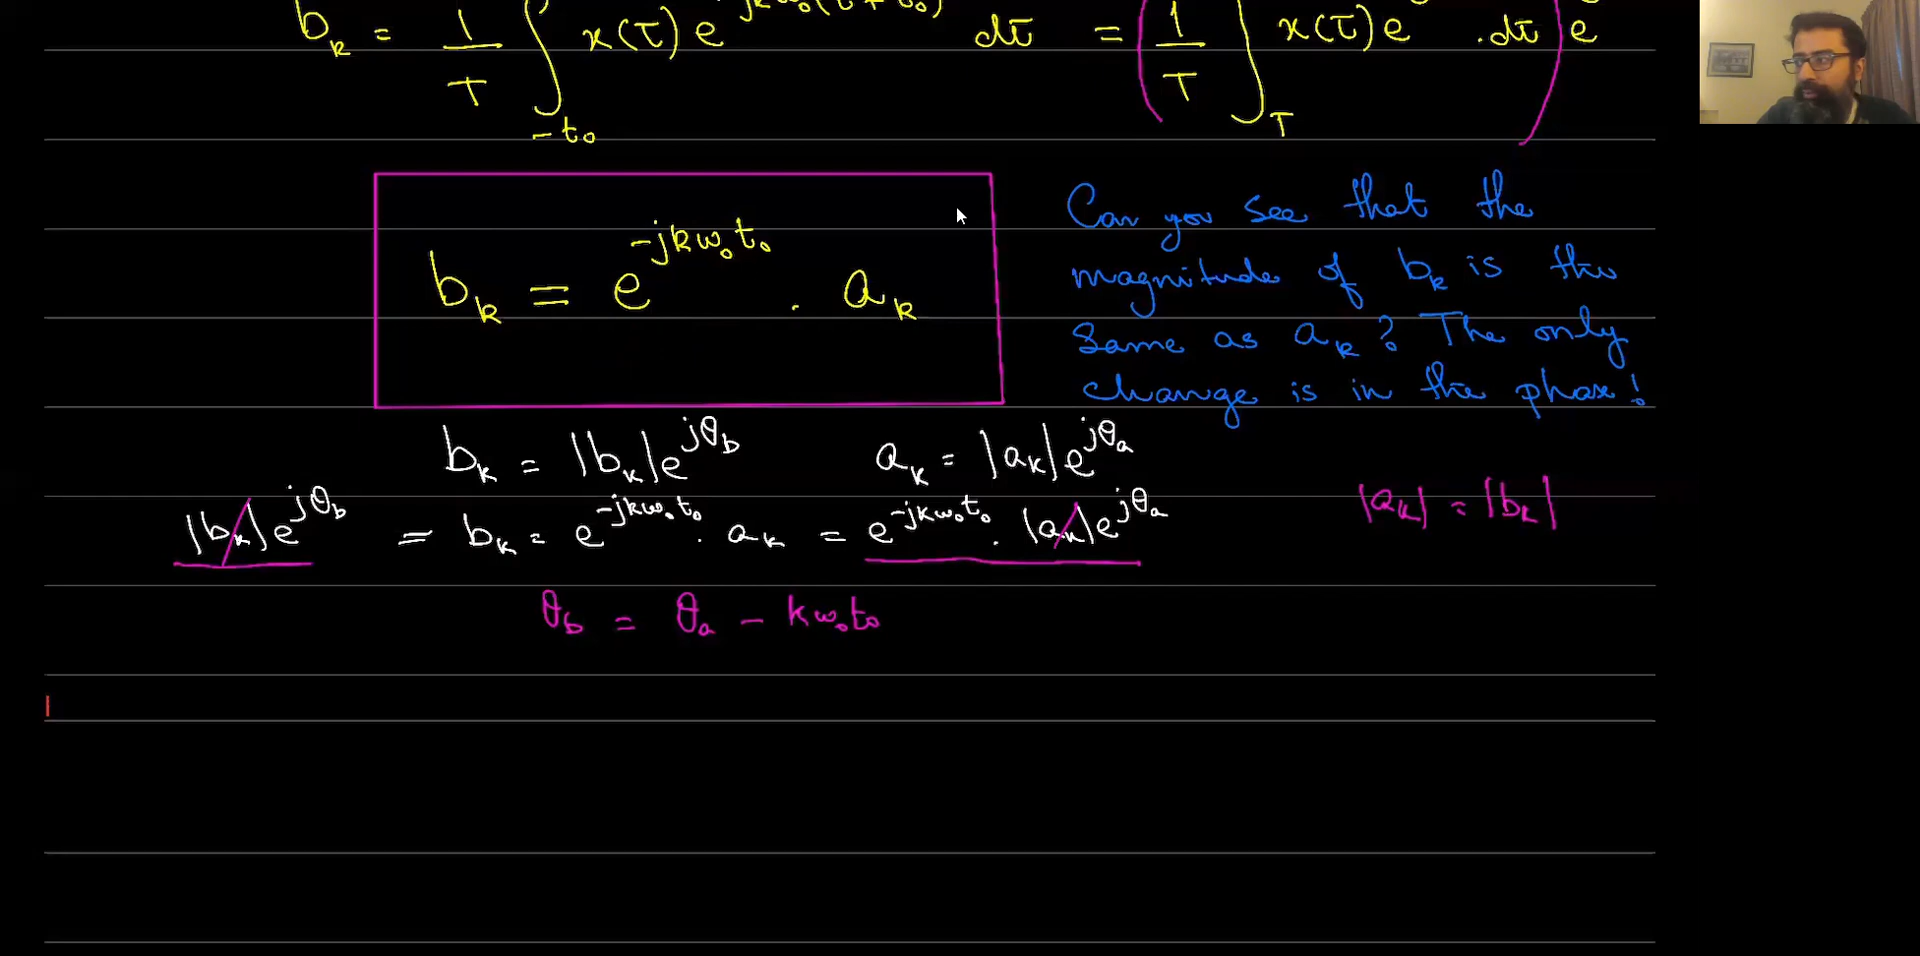 b_k = 1/T ∫_{-t₀} x(τ) e^{-jkω₀(τ+t₀)} dτ = ( 1/T ∫_T x(τ) e .dτ ) e
b_k = e^{-jkω₀t₀} . a_k
Can you see that the
magnitude of b_k is the
same as a_k? The only
change is in the phase!
b_k = |b_k| e^{jθ_b} a_k = |a_k| e^{jθ_a}
|b_k| e^{jθ_b} = b_k = e^{-jkω₀t₀} . a_k = e^{-jkω₀t₀} . |a_k| e^{jθ_a}
|a_k| = |b_k|
θ_b = θ_a - kω₀t₀